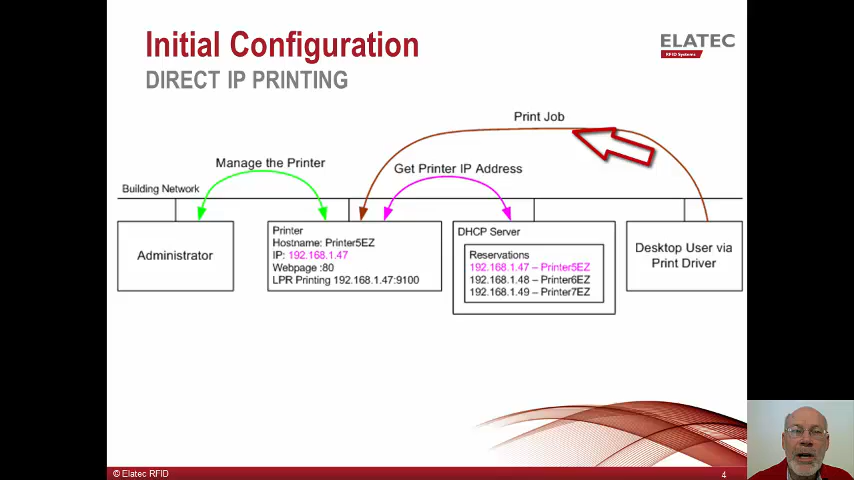 Initial Configuration
DIRECT IP PRINTING
ELATEC
RFID Systems
Print Job
Manage the Printer
Get Printer IP Address
Building Network
Administrator
Printer
Hostname: Printer5EZ
IP: 192.168.1.47
Webpage :80
LPR Printing 192.168.1.47:9100
DHCP Server
Reservations
192.168.1.47 – Printer5EZ
192.168.1.48 – Printer6EZ
192.168.1.49 – Printer7EZ
Desktop User via
Print Driver
© Elatec RFID
4